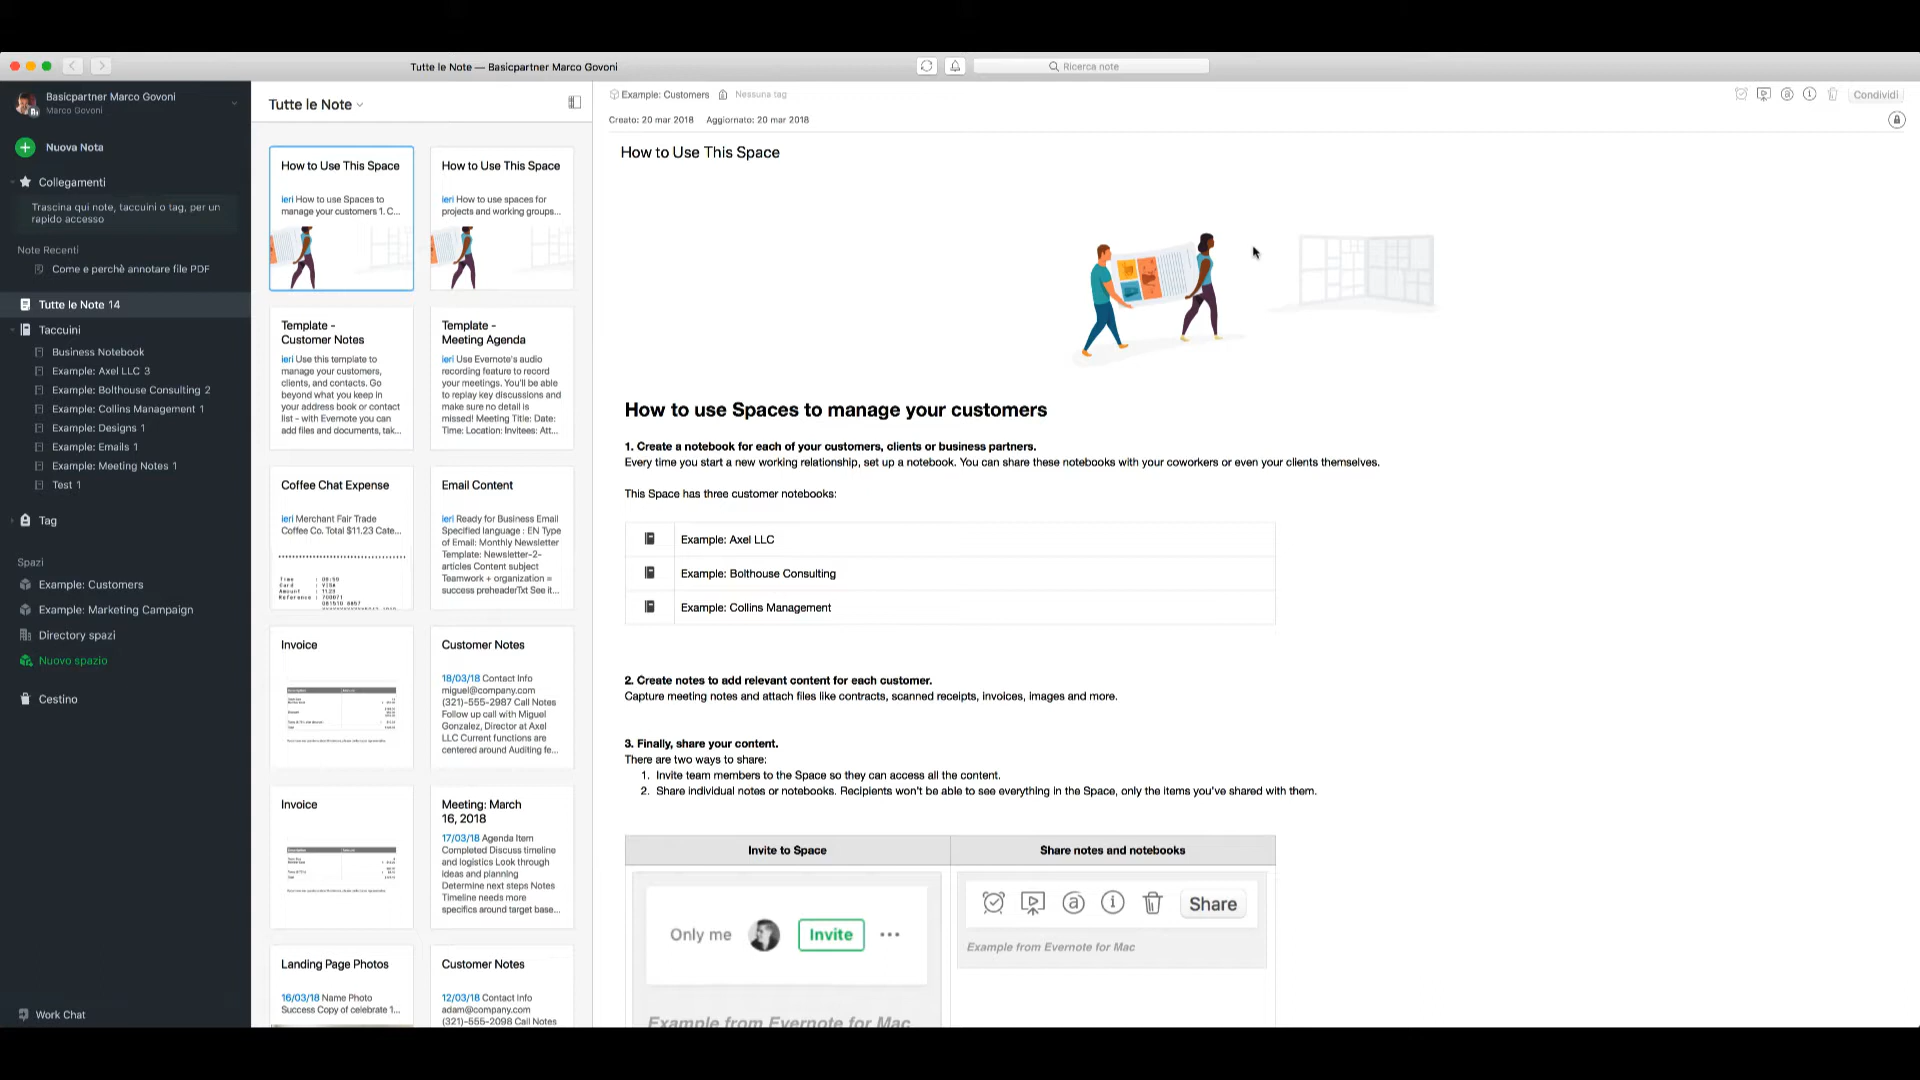 Tutte le Note — Basicpartner Marco Govoni
Ricerca note
Basicpartner Marco Govoni
Marco Govoni
Nuova Nota
Collegamenti
Trascina qui note, taccuini o tag, per un
rapido accesso
Note Recenti
Come e perchè annotare file PDF
Tutte le Note 14
Taccuini
Business Notebook
Example: Axel LLC 3
Example: Bolthouse Consulting 2
Example: Collins Management 1
Example: Designs 1
Example: Emails 1
Example: Meeting Notes 1
Test 1
Tag
Spazi
Example: Customers
Example: Marketing Campaign
Directory spazi
Nuovo spazio
Cestino
Work Chat
Tutte le Note
How to Use This Space
Ieri How to use Spaces to
manage your customers 1. C...
How to Use This Space
Ieri How to use spaces for
projects and working groups...
Template -
Customer Notes
Ieri Use this template to
manage your customers,
clients, and contacts. Go
beyond what you keep in
your address book or contact
list - with Evernote you can
add files and documents, tak...
Template -
Meeting Agenda
Ieri Use Evernote's audio
recording feature to record
your meetings. You'll be able
to replay key discussions and
make sure no detail is
missed! Meeting Title: Date:
Time: Location: Invitees: Att...
Coffee Chat Expense
Ieri Merchant Fair Trade
Coffee Co. Total $11.23 Cate...
Time : 08:59
Card : VISA
Amount : 11.23
Email Content
Ieri Ready for Business Email
Specified language : EN Type
of Email: Monthly Newsletter
Template: Newsletter-2-
articles Content subject
Teamwork + organization =
success preheaderTxt See it...
Invoice
Customer Notes
18/03/18 Contact Info
miguel@company.com
(321)-555-2987 Call Notes
Follow up call with Miguel
Gonzalez, Director at Axel
LLC Current functions are
centered around Auditing fe...
Invoice
Meeting: March
16, 2018
17/03/18 Agenda Item
Completed Discuss timeline
and logistics Look through
ideas and planning
Determine next steps Notes
Timeline needs more
specifics around target base...
Landing Page Photos
16/03/18 Name Photo
Success Copy of celebrate 1...
Customer Notes
12/03/18 Contact Info
adam@company.com
(321)-555-2098 Call Notes
Example: Customers Nessuna tag
Condividi
Creato: 20 mar 2018 Aggiornato: 20 mar 2018
How to Use This Space
How to use Spaces to manage your customers
1. Create a notebook for each of your customers, clients or business partners.
Every time you start a new working relationship, set up a notebook. You can share these notebooks with your coworkers or even your clients themselves.
This Space has three customer notebooks:
Example: Axel LLC
Example: Bolthouse Consulting
Example: Collins Management
2. Create notes to add relevant content for each customer.
Capture meeting notes and attach files like contracts, scanned receipts, invoices, images and more.
3. Finally, share your content.
There are two ways to share:
1. Invite team members to the Space so they can access all the content.
2. Share individual notes or notebooks. Recipients won't be able to see everything in the Space, only the items you've shared with them.
Invite to Space
Share notes and notebooks
Only me
Invite
Share
Example from Evernote for Mac
Example from Evernote for Mac